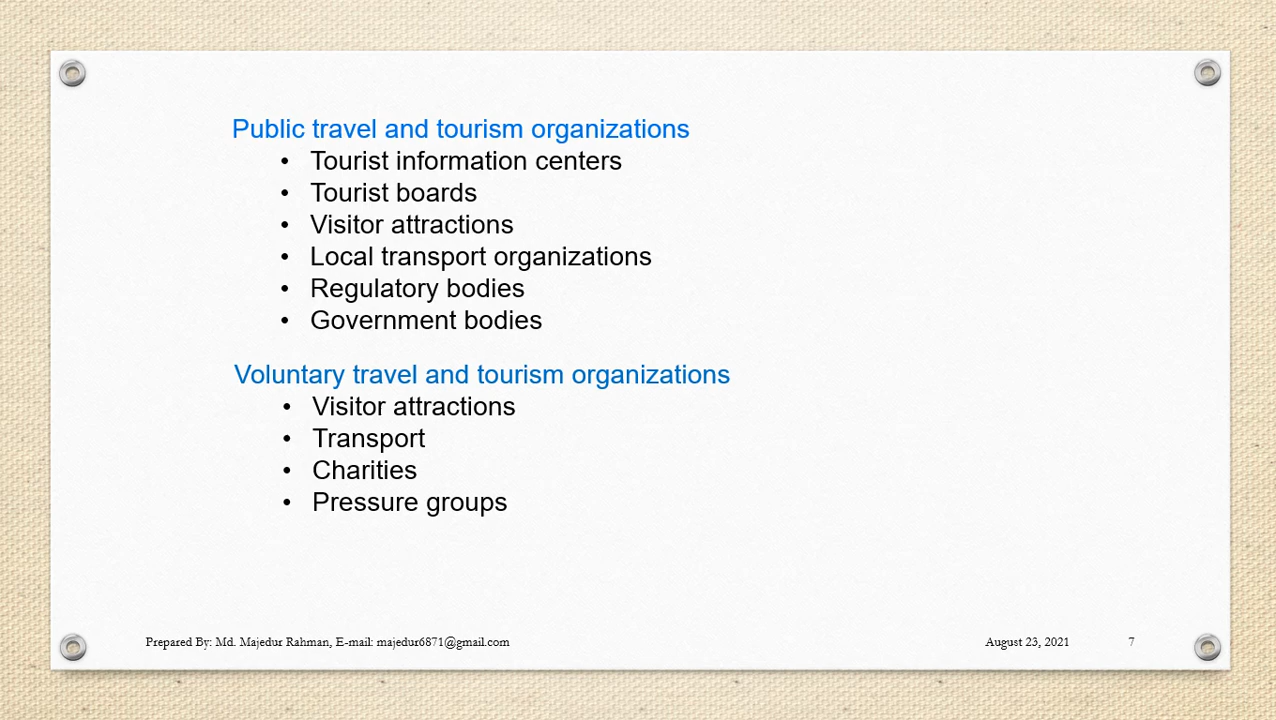 Public travel and tourism organizations
• Tourist information centers
• Tourist boards
• Visitor attractions
• Local transport organizations
• Regulatory bodies
• Government bodies
Voluntary travel and tourism organizations
• Visitor attractions
• Transport
• Charities
• Pressure groups
Prepared By: Md. Majedur Rahman, E-mail: majedur6871@gmail.com August 23, 2021 7